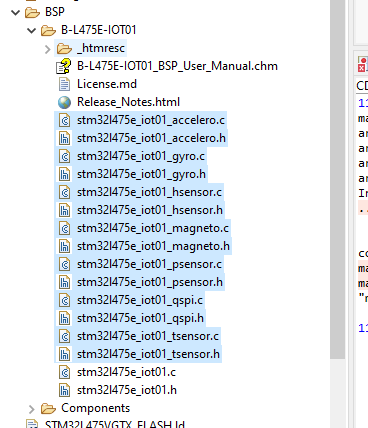 BSP
B-L475E-IOT01
_htmresc
B-L475E-IOT01_BSP_User_Manual.chm
License.md
Release_Notes.html
stm32l475e_iot01_accelero.c
stm32l475e_iot01_accelero.h
stm32l475e_iot01_gyro.c
stm32l475e_iot01_gyro.h
stm32l475e_iot01_hsensor.c
stm32l475e_iot01_hsensor.h
stm32l475e_iot01_magneto.c
stm32l475e_iot01_magneto.h
stm32l475e_iot01_psensor.c
stm32l475e_iot01_psensor.h
stm32l475e_iot01_qspi.c
stm32l475e_iot01_qspi.h
stm32l475e_iot01_tsensor.c
stm32l475e_iot01_tsensor.h
stm32l475e_iot01.c
stm32l475e_iot01.h
Components
STM32L475VGTX_FLASH.ld
CD
11
ma
ar
ar
ar
ar
In
..
cc
ma
ma
"n
11